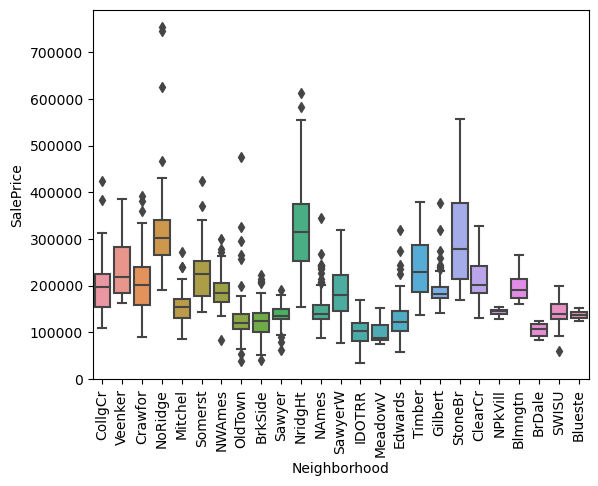 SalePrice
700000
600000
500000
400000
300000
200000
100000
0
CollgCr
Veenker
Crawfor
NoRidge
Mitchel
Somerst
NWAmes
OldTown
BrkSide
Sawyer
NridgHt
NAmes
SawyerW
IDOTRR
MeadowV
Edwards
Timber
Gilbert
StoneBr
ClearCr
NPkVill
Blmngtn
BrDale
SWISU
Blueste
Neighborhood